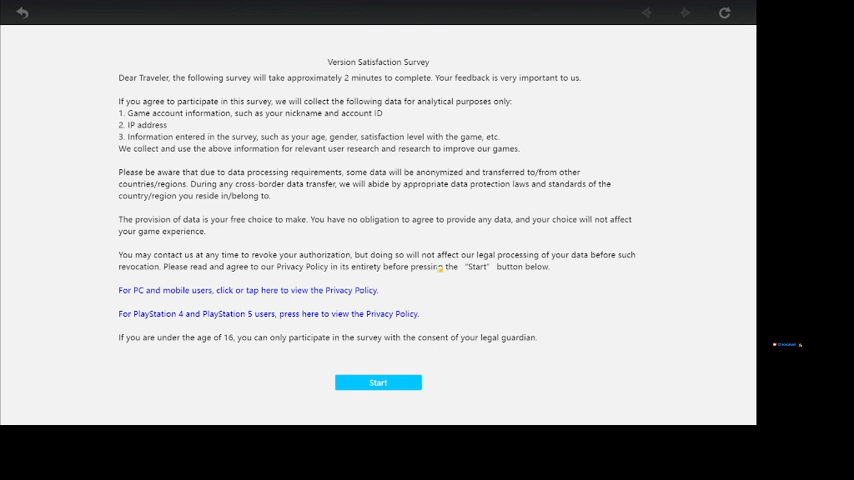 Version Satisfaction Survey
Dear Traveler, the following survey will take approximately 2 minutes to complete. Your feedback is very important to us.
If you agree to participate in this survey, we will collect the following data for analytical purposes only:
1. Game account information, such as your nickname and account ID
2. IP address
3. Information entered in the survey, such as your age, gender, satisfaction level with the game, etc.
We collect and use the above information for relevant user research and research to improve our games.
Please be aware that due to data processing requirements, some data will be anonymized and transferred to/from other
countries/regions. During any cross-border data transfer, we will abide by appropriate data protection laws and standards of the
country/region you reside in/belong to.
The provision of data is your free choice to make. You have no obligation to agree to provide any data, and your choice will not affect
your game experience.
You may contact us at any time to revoke your authorization, but doing so will not affect our legal processing of your data before such
revocation. Please read and agree to our Privacy Policy in its entirety before pressing the “Start” button below.
For PC and mobile users, click or tap here to view the Privacy Policy.
For PlayStation 4 and PlayStation 5 users, press here to view the Privacy Policy.
If you are under the age of 16, you can only participate in the survey with the consent of your legal guardian.
Start